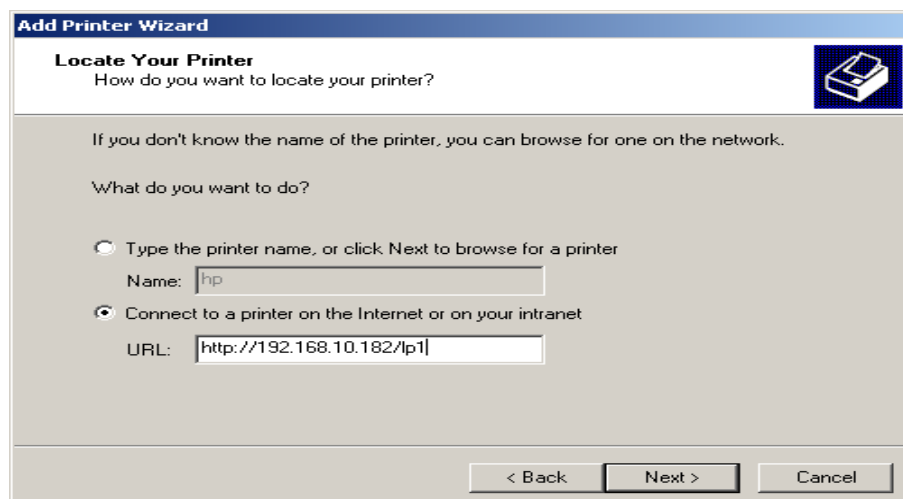 Add Printer Wizard
Locate Your Printer
How do you want to locate your printer?
If you don't know the name of the printer, you can browse for one on the network.
What do you want to do?
Type the printer name, or click Next to browse for a printer
Name: hp
Connect to a printer on the Internet or on your intranet
URL: http://192.168.10.182/lp1
< Back Next > Cancel